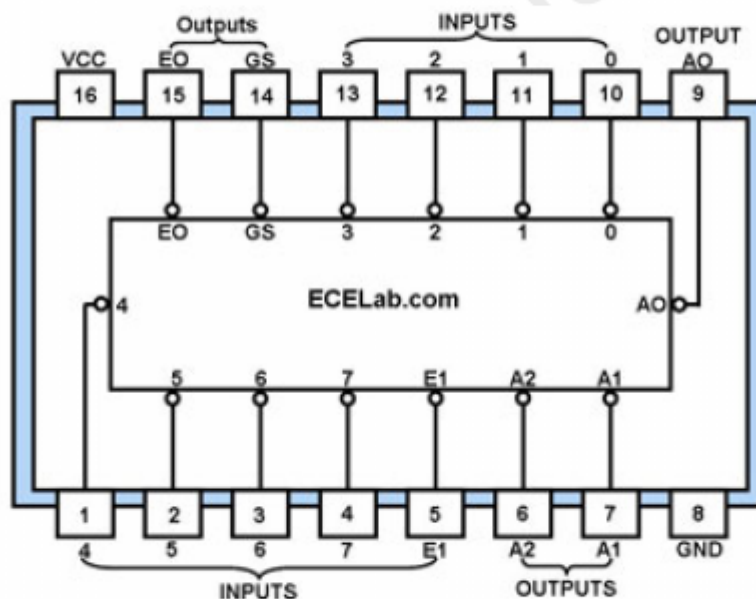 Outputs INPUTS OUTPUT
VCC EO GS 3 2 1 0 AO
16 15 14 13 12 11 10 9
EO GS 3 2 1 0
4 ECELab.com AO
5 6 7 E1 A2 A1
1 2 3 4 5 6 7 8
4 5 6 7 E1 A2 A1 GND
INPUTS OUTPUTS